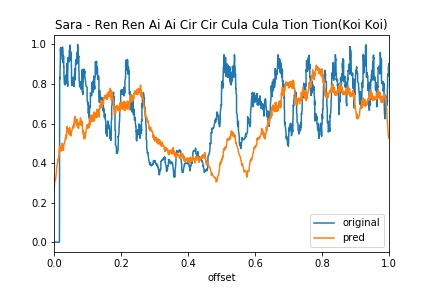 Sara - Ren Ren Ai Ai Cir Cir Cula Cula Tion Tion(Koi Koi)
1.0
0.8
0.6
0.4
0.2
0.0
original
pred
0.0 0.2 0.4 0.6 0.8 1.0
offset